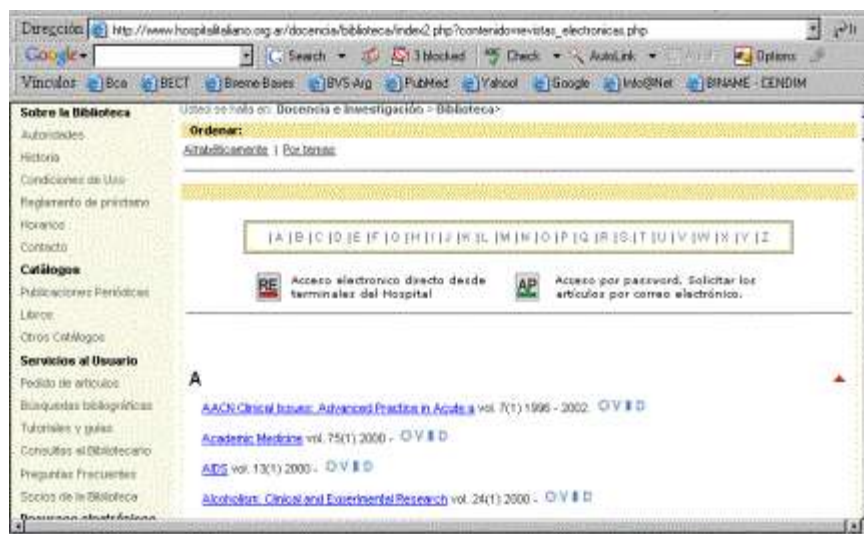 Dirección http://www.hospitalitaliano.org.ar/docencia/biblioteca/index2.php?contenido=revistas_electronicas.php
Google Search 13 blocked Check AutoLink Options
Vínculos Bca BECT Bireme-Bases BVS-Arg PubMed Yahoo! Google Info@Net BINAME - CENDIM
Usted se halla en: Docencia e Investigación > Biblioteca>
Sobre la Biblioteca
Autoridades
Historia
Condiciones de Uso
Reglamento de préstamo
Horarios
Contacto
Catálogos
Publicaciones Periódicas
Libros
Otros Catálogos
Servicios al Usuario
Pedido de artículos
Búsquedas bibliográficas
Tutoriales y guías
Consultas al Bibliotecario
Preguntas Frecuentes
Socios de la Biblioteca
Recursos electrónicos
Ordenar:
Alfabéticamente | Por temas
| A | B | C | D | E | F | G | H | I | J | K | L | M | N | O | P | Q | R | S | T | U | V | W | X | Y | Z
RE Acceso electronico directo desde
terminales del Hospital
AP Acceso por password. Solicitar los
artículos por correo electrónico.
A
AACN Clinical Issues: Advanced Practice in Acute a vol. 7(1) 1996 - 2002. OVID
Academic Medicine vol. 75(1) 2000 - OVID
AIDS vol. 13(1) 2000 - OVID
Alcoholism: Clinical and Experimental Research vol. 24(1) 2000 - OVID